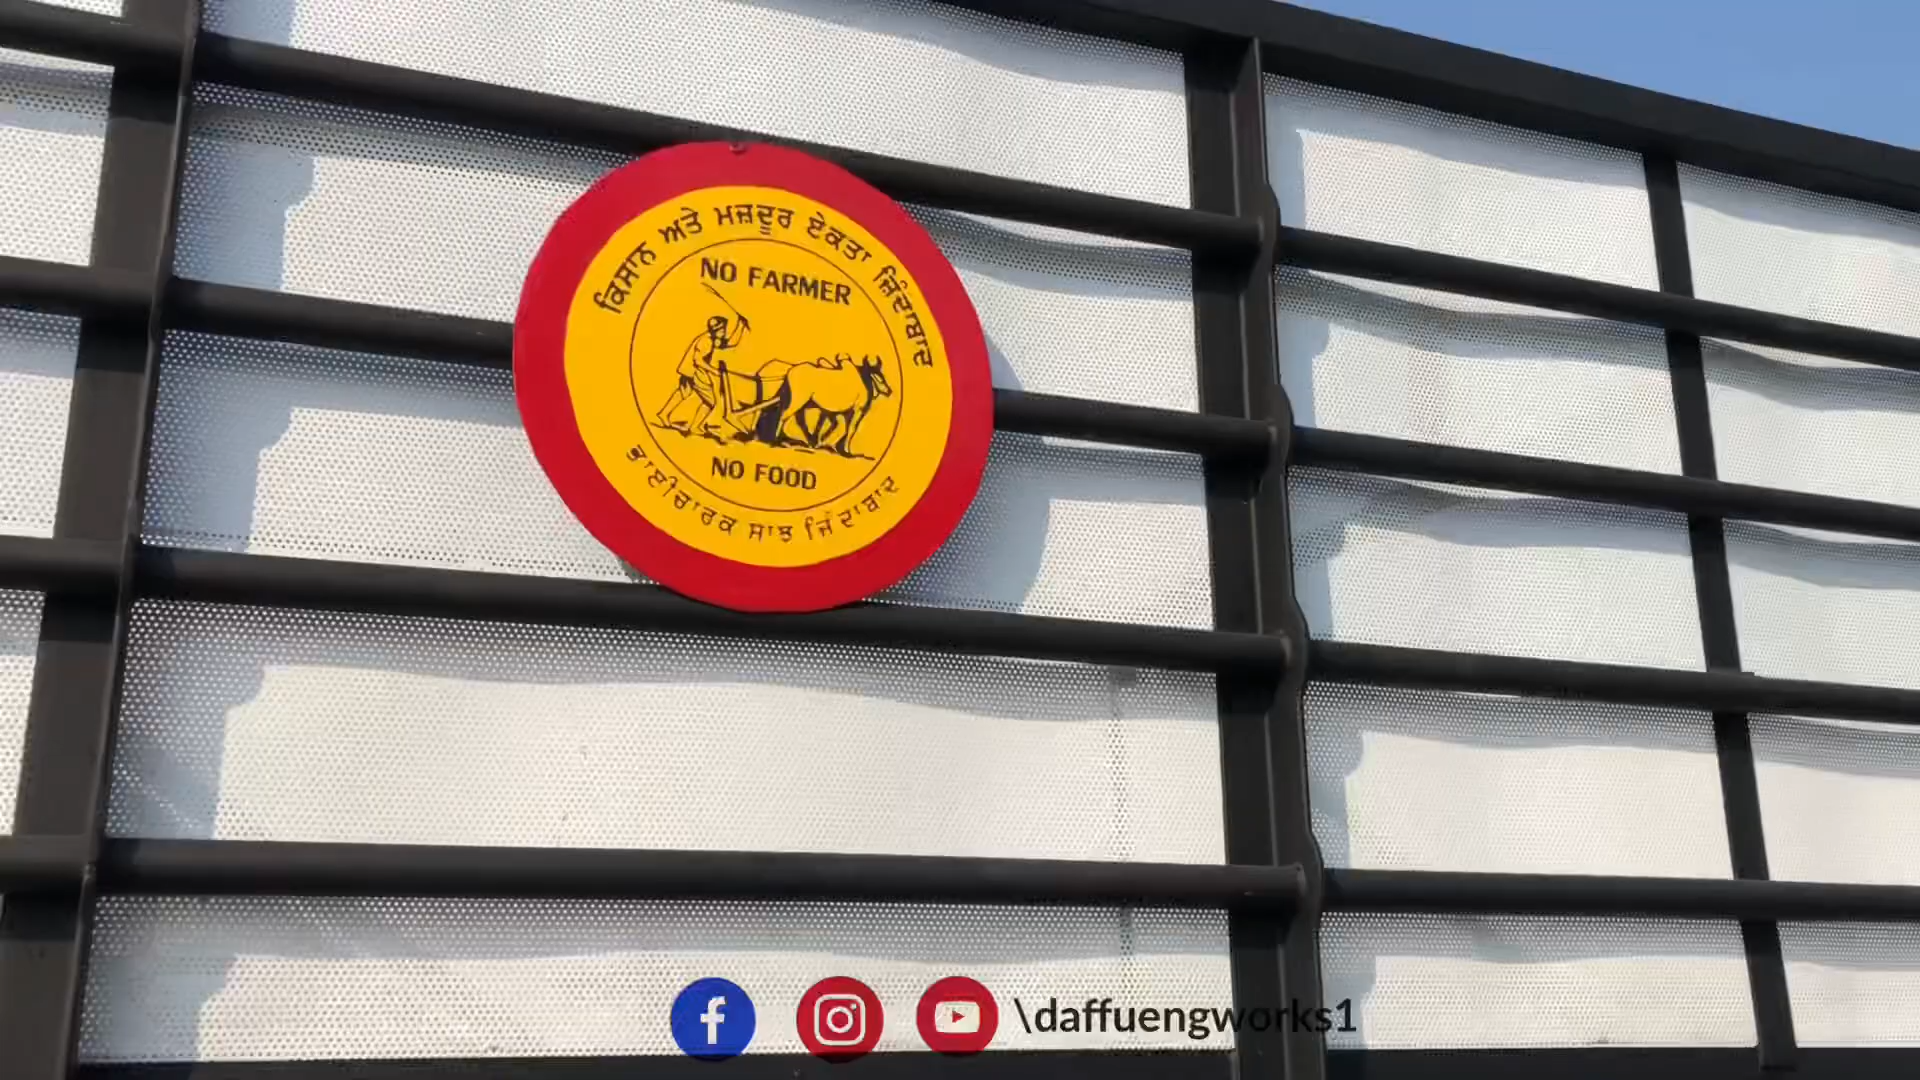 ਕਿਸਾਨ ਅਤੇ ਮਜ਼ਦੂਰ ਏਕਤਾ ਜ਼ਿੰਦਾਬਾਦ
NO FARMER
NO FOOD
ਭਾਈਚਾਰਕ ਸਾਂਝ ਜ਼ਿੰਦਾਬਾਦ
\daffuengworks1